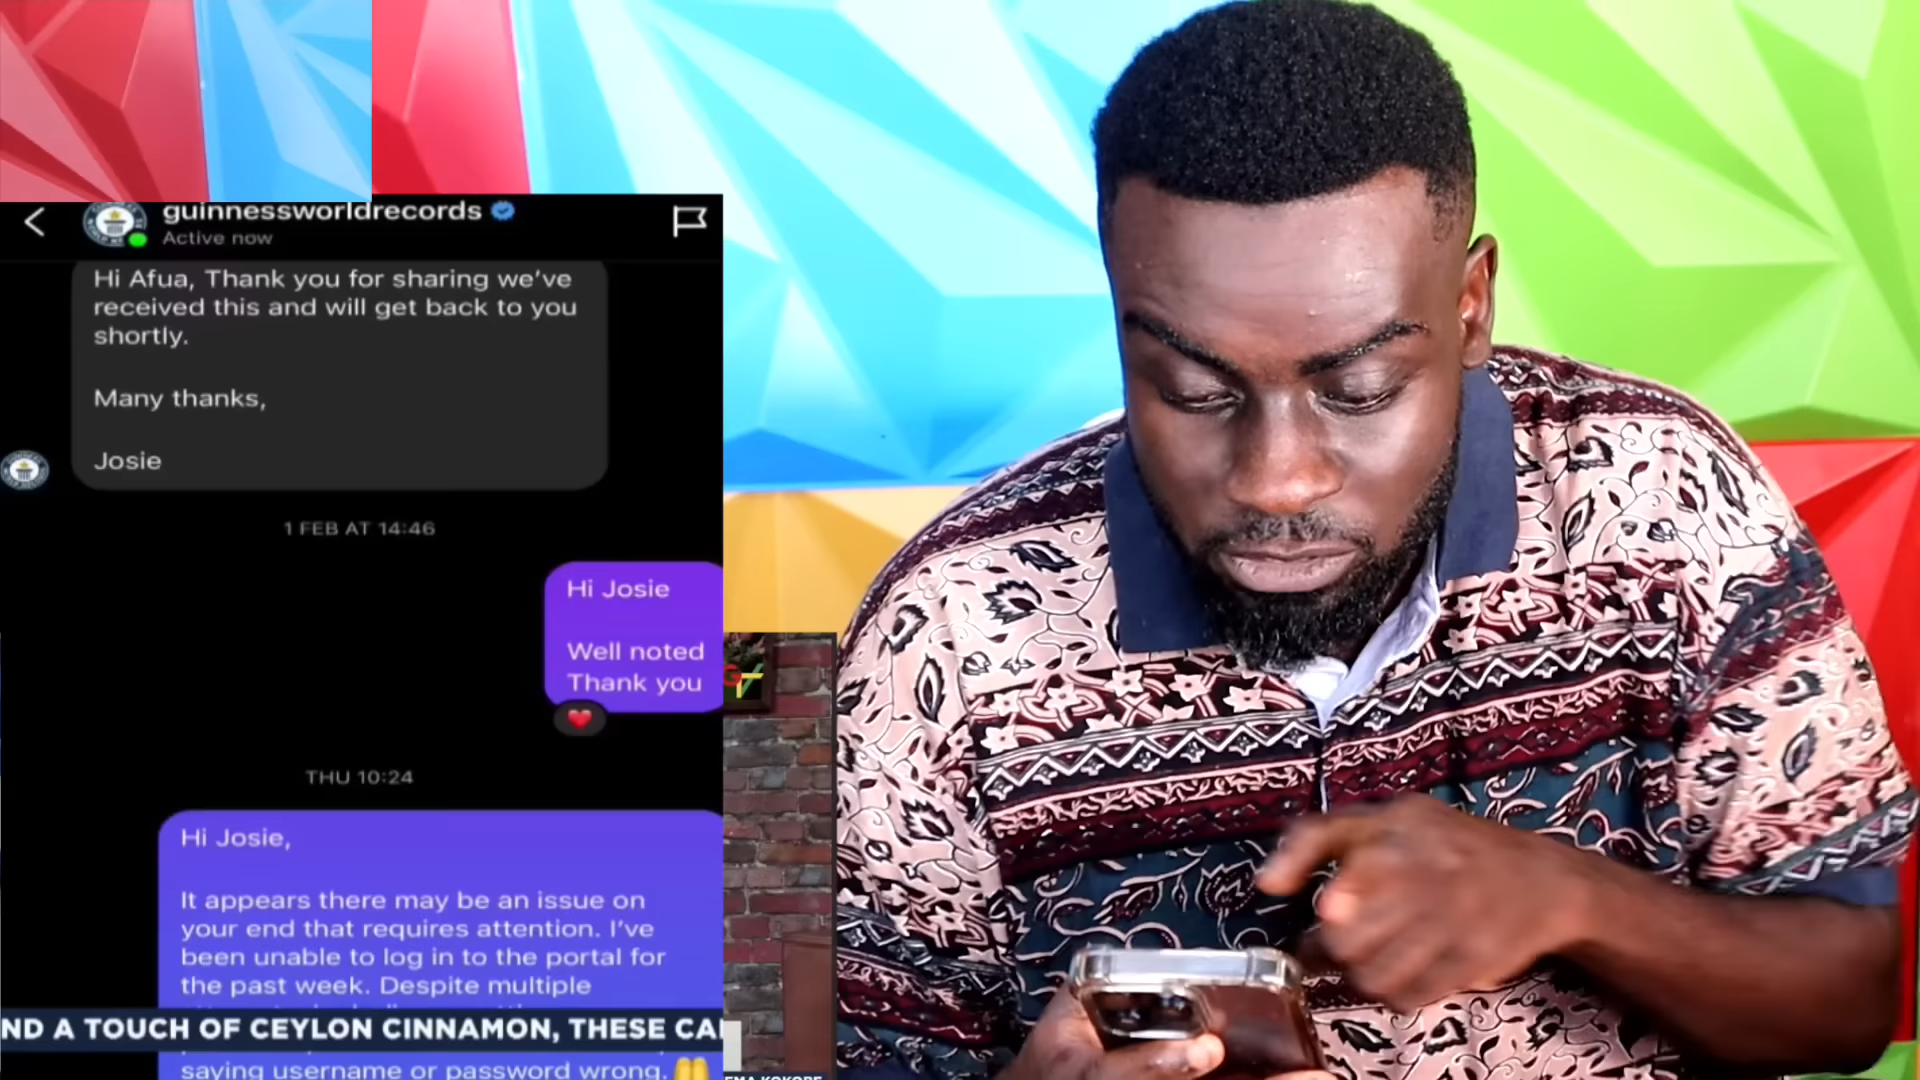 guinnessworldrecords
Active now
Hi Afua, Thank you for sharing we've
received this and will get back to you
shortly.
Many thanks,
Josie
1 FEB AT 14:46
Hi Josie
Well noted
Thank you
THU 10:24
Hi Josie,
It appears there may be an issue on
your end that requires attention. I've
been unable to log in to the portal for
the past week. Despite multiple
ND A TOUCH OF CEYLON CINNAMON, THESE CA
saying username or password wrong.